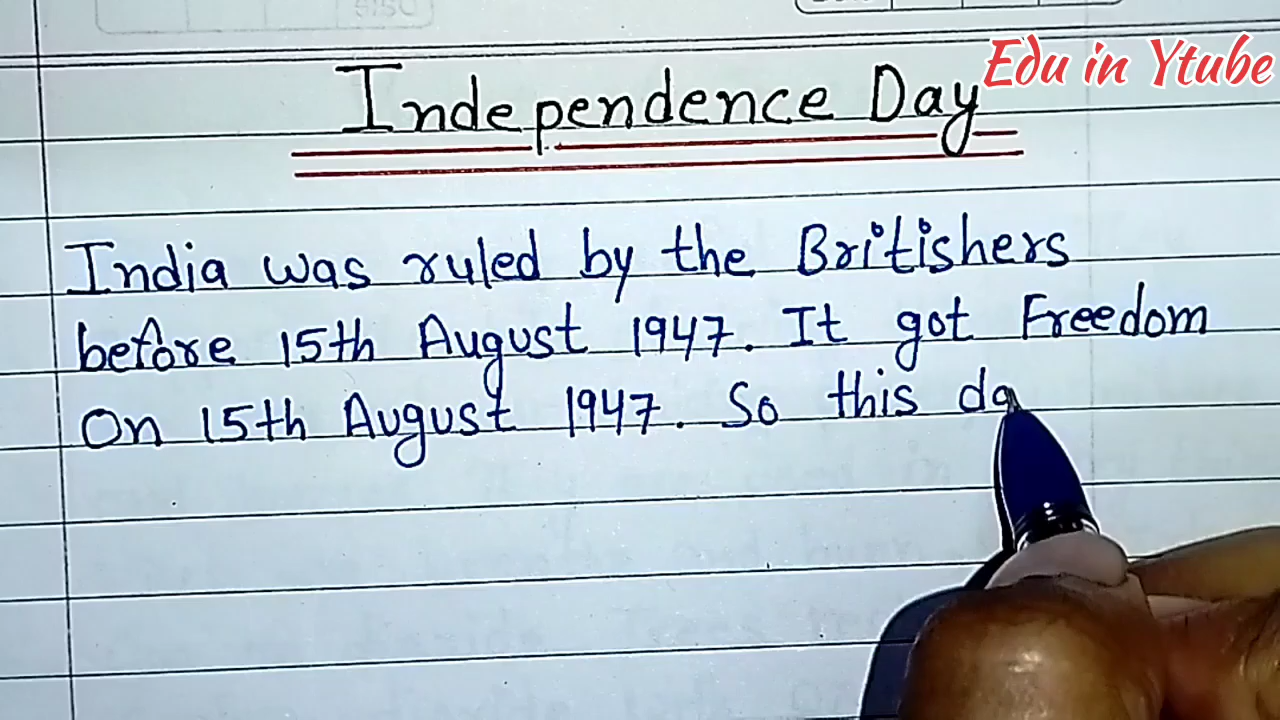 Edu in Ytube
Independence Day
India was ruled by the Britishers
before 15th August 1947. It got Freedom
On 15th August 1947. So this da